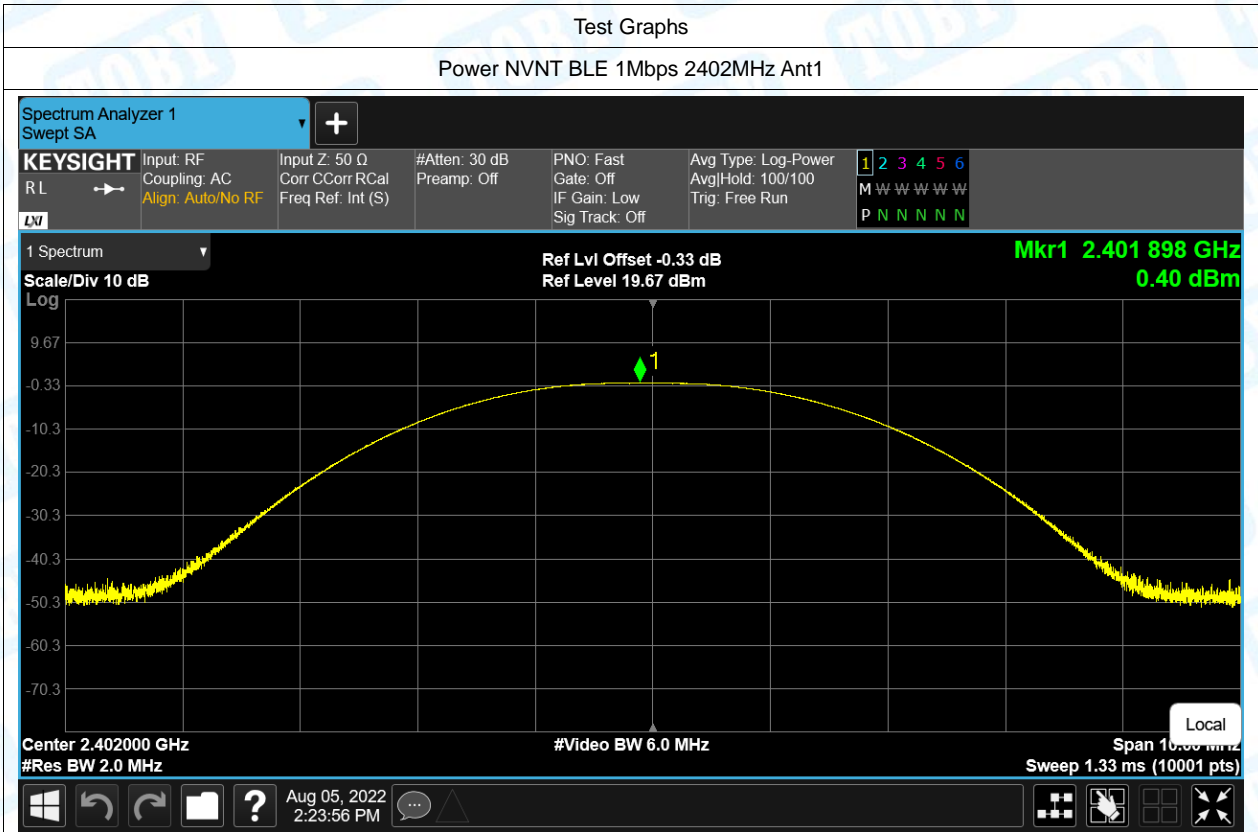 Test Graphs
Power NVNT BLE 1Mbps 2402MHz Ant1
Spectrum Analyzer 1
Swept SA
KEYSIGHT
R L
LXI
Input: RF
Coupling: AC
Align: Auto/No RF
Input Z: 50 Ω
Corr CCorr RCal
Freq Ref: Int (S)
#Atten: 30 dB
Preamp: Off
PNO: Fast
Gate: Off
IF Gain: Low
Sig Track: Off
Avg Type: Log-Power
Avg|Hold: 100/100
Trig: Free Run
1 2 3 4 5 6
M W W W W W
P N N N N N
1 Spectrum
Scale/Div 10 dB
Ref Lvl Offset -0.33 dB
Ref Level 19.67 dBm
Mkr1 2.401 898 GHz
0.40 dBm
Log
9.67
-0.33
-10.3
-20.3
-30.3
-40.3
-50.3
-60.3
-70.3
1
Local
Center 2.402000 GHz
#Res BW 2.0 MHz
#Video BW 6.0 MHz
Span 10.00 MHz
Sweep 1.33 ms (10001 pts)
?
Aug 05, 2022
2:23:56 PM
TOBY